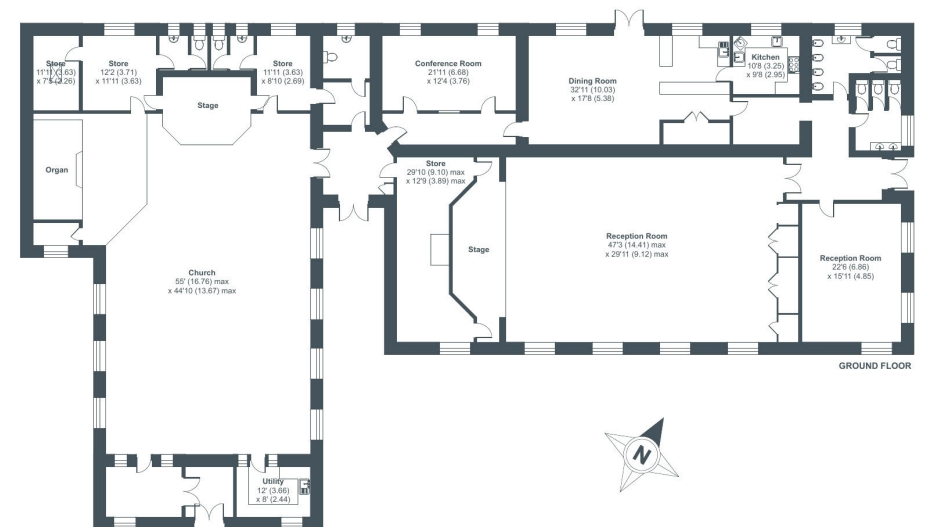 Store
11'11 (3.63)
x 7'5 (2.26)
Store
12'2 (3.71)
x 11'11 (3.63)
Stage
Store
11'11 (3.63)
x 8'10 (2.69)
Conference Room
21'11 (6.68)
x 12'4 (3.76)
Dining Room
32'11 (10.03)
x 17'8 (5.38)
Kitchen
10'8 (3.25)
x 9'8 (2.95)
Organ
Store
29'10 (9.10) max
x 12'9 (3.89) max
Stage
Reception Room
47'3 (14.41) max
x 29'11 (9.12) max
Reception Room
22'6 (6.86)
x 15'11 (4.85)
Church
55' (16.76) max
x 44'10 (13.67) max
GROUND FLOOR
N
Utility
12' (3.66)
x 8' (2.44)